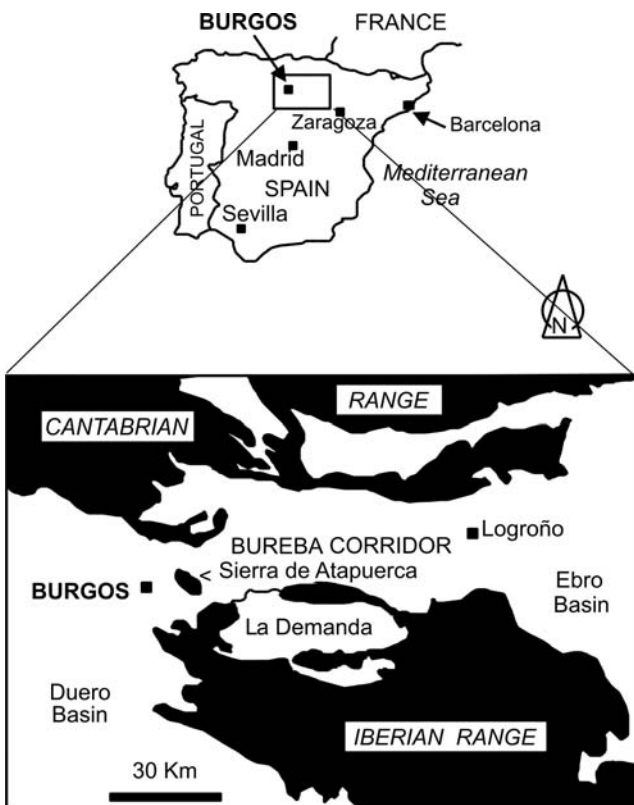 BURGOS
FRANCE
Zaragoza
Barcelona
PORTUGAL
Madrid
SPAIN
Mediterranean
Sea
Sevilla
N
RANGE
CANTABRIAN
Logroño
BUREBA CORRIDOR
< Sierra de Atapuerca
BURGOS
Ebro
Basin
La Demanda
Duero
Basin
IBERIAN RANGE
30 Km